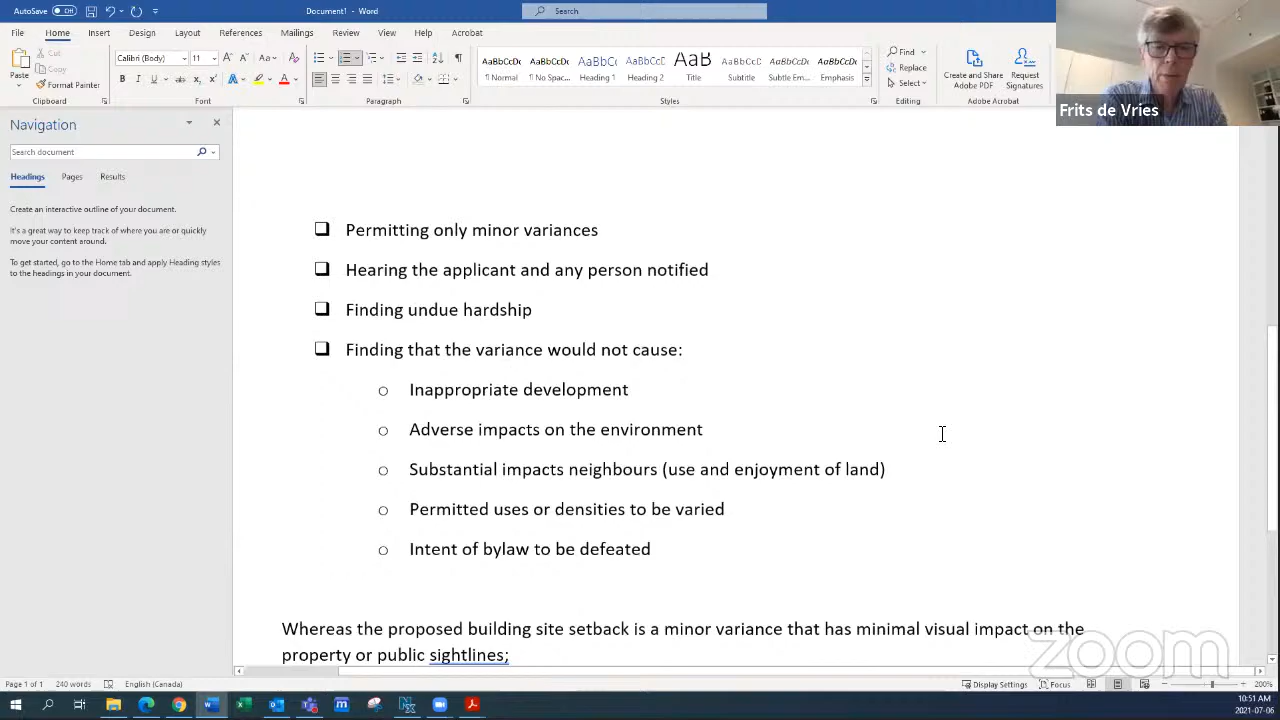 AutoSave Off Document1 - Word Search
File Home Insert Design Layout References Mailings Review View Help Acrobat
Paste Cut Copy Format Painter
Calibri (Body) 11
AaBbCcDc AaBbCcDc AaBbCc AaBbCcC AaB AaBbCcD AaBbCcDc AaBbCcDc
¶ Normal ¶ No Spac... Heading 1 Heading 2 Title Subtitle Subtle Em... Emphasis
Find
Replace
Select
Create and Share Adobe PDF
Request Signatures
Clipboard Font Paragraph Styles Editing Adobe Acrobat
Frits de Vries
Navigation
Search document
Headings Pages Results
Create an interactive outline of your document.
It's a great way to keep track of where you are or quickly
move your content around.
To get started, go to the Home tab and apply Heading styles
to the headings in your document.
Permitting only minor variances
Hearing the applicant and any person notified
Finding undue hardship
Finding that the variance would not cause:
o Inappropriate development
o Adverse impacts on the environment
o Substantial impacts neighbours (use and enjoyment of land)
o Permitted uses or densities to be varied
o Intent of bylaw to be defeated
Whereas the proposed building site setback is a minor variance that has minimal visual impact on the
property or public sightlines;
zoom
Page 1 of 1 240 words English (Canada) Display Settings Focus 200%
10:51 AM
2021-07-06